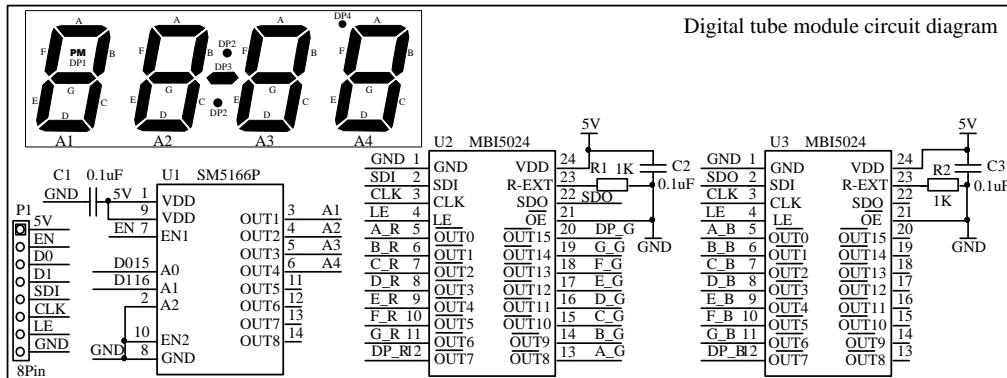 Digital tube module circuit diagram
A A A DP4 A
F PM B F DP2 B F B F B
DP1
G G DP3 G G
E C E C DP2 E C E C
D D D D
A1 A2 A3 A4
P1
5V
EN
D0
D1
SDI
CLK
LE
GND
8Pin
C1 0.1uF U1 SM5166P
GND 5V 1 VDD
9 VDD OUT1 3 A1
EN 7 EN1 OUT2 4 A2
OUT3 5 A3
D015 A0 OUT4 6 A4
D116 A1 OUT5 11
2 A2 OUT6 12
OUT7 13
10 EN2 OUT8 14
GND 8 GND
U2 MBI5024 5V
GND 1 GND VDD 24 R1 1K C2
SDI 2 SDI R-EXT 23 0.1uF
CLK 3 CLK SDO 22 SDO
LE 4 LE OE 21 GND
A_R 5 OUT0 OUT15 20 DP_G
B_R 6 OUT1 OUT14 19 G_G
C_R 7 OUT2 OUT13 18 F_G
D_R 8 OUT3 OUT12 17 E_G
E_R 9 OUT4 OUT11 16 D_G
F_R 10 OUT5 OUT10 15 C_G
G_R 11 OUT6 OUT9 14 B_G
DP_R12 OUT7 OUT8 13 A_G
U3 MBI5024 5V
GND 1 GND VDD 24 C3
SDO 2 SDI R-EXT 23 R2 0.1uF
CLK 3 CLK SDO 22 1K
LE 4 LE OE 21 GND
A_B 5 OUT0 OUT15 20
B_B 6 OUT1 OUT14 19
C_B 7 OUT2 OUT13 18
D_B 8 OUT3 OUT12 17
E_B 9 OUT4 OUT11 16
F_B 10 OUT5 OUT10 15
G_B 11 OUT6 OUT9 14
DP_B12 OUT7 OUT8 13